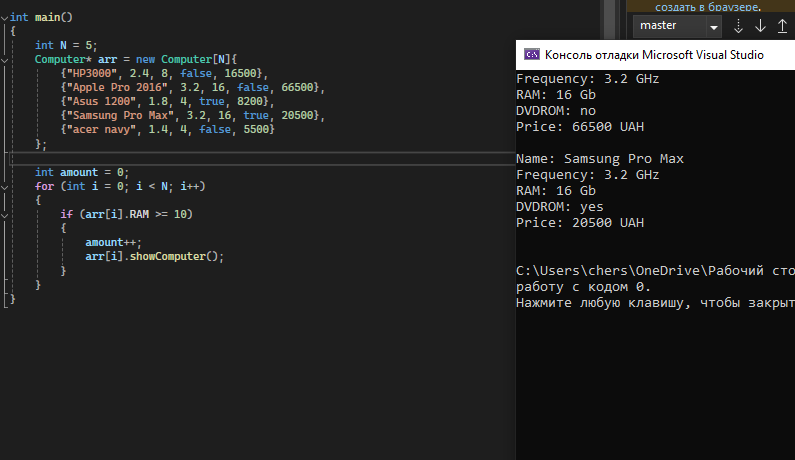 int main()
{
int N = 5;
Computer* arr = new Computer[N]{
{"HP3000", 2.4, 8, false, 16500},
{"Apple Pro 2016", 3.2, 16, false, 66500},
{"Asus 1200", 1.8, 4, true, 8200},
{"Samsung Pro Max", 3.2, 16, true, 20500},
{"acer navy", 1.4, 4, false, 5500}
};
int amount = 0;
for (int i = 0; i < N; i++)
{
if (arr[i].RAM >= 10)
{
amount++;
arr[i].showComputer();
}
}
}
создать в браузере.
master
Консоль отладки Microsoft Visual Studio
Frequency: 3.2 GHz
RAM: 16 Gb
DVDROM: no
Price: 66500 UAH
Name: Samsung Pro Max
Frequency: 3.2 GHz
RAM: 16 Gb
DVDROM: yes
Price: 20500 UAH
C:\Users\chers\OneDrive\Рабочий сто
работу с кодом 0.
Нажмите любую клавишу, чтобы закрыт